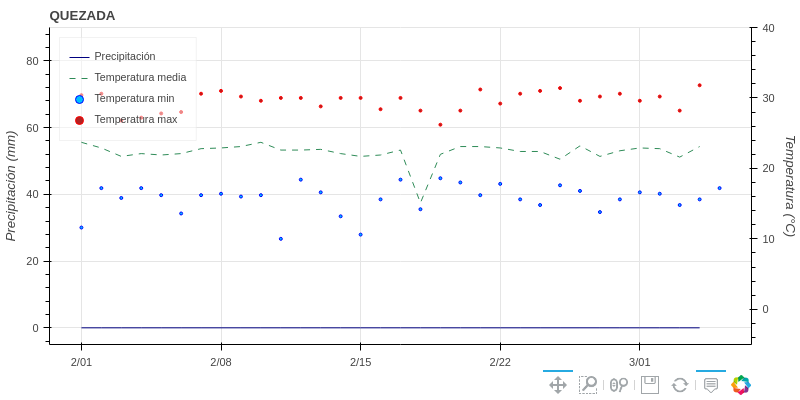 QUEZADA
Precipitación
Temperatura media
Temperatura min
Temperatura max
Precipitación (mm)
80
60
40
20
0
Temperatura (°C)
40
30
20
10
0
2/01
2/08
2/15
2/22
3/01